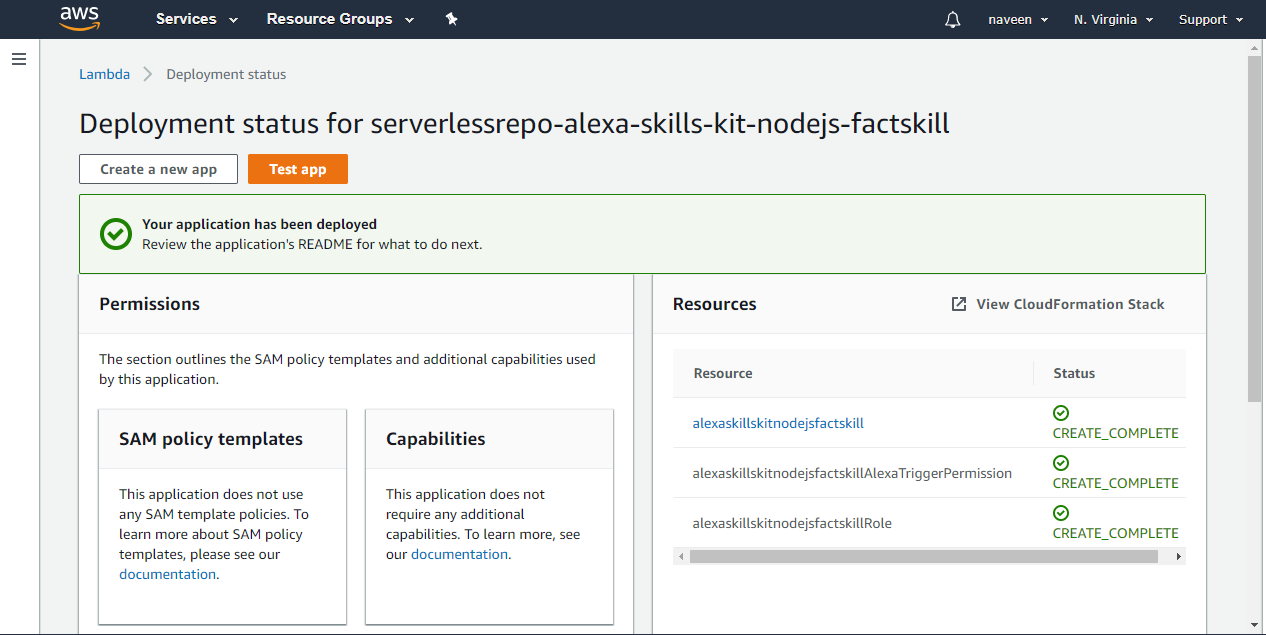 aws
Services
Resource Groups
naveen
N. Virginia
Support
Lambda
Deployment status
Deployment status for serverlessrepo-alexa-skills-kit-nodejs-factskill
Create a new app
Test app
Your application has been deployed
Review the application's README for what to do next.
Permissions
The section outlines the SAM policy templates and additional capabilities used
by this application.
SAM policy templates
This application does not use
any SAM template policies. To
learn more about SAM policy
templates, please see our
documentation.
Capabilities
This application does not
require any additional
capabilities. To learn more, see
our documentation.
Resources
View CloudFormation Stack
Resource
Status
alexaskillskitnodejsfactskill
CREATE_COMPLETE
alexaskillskitnodejsfactskillAlexaTriggerPermission
CREATE_COMPLETE
alexaskillskitnodejsfactskillRole
CREATE_COMPLETE